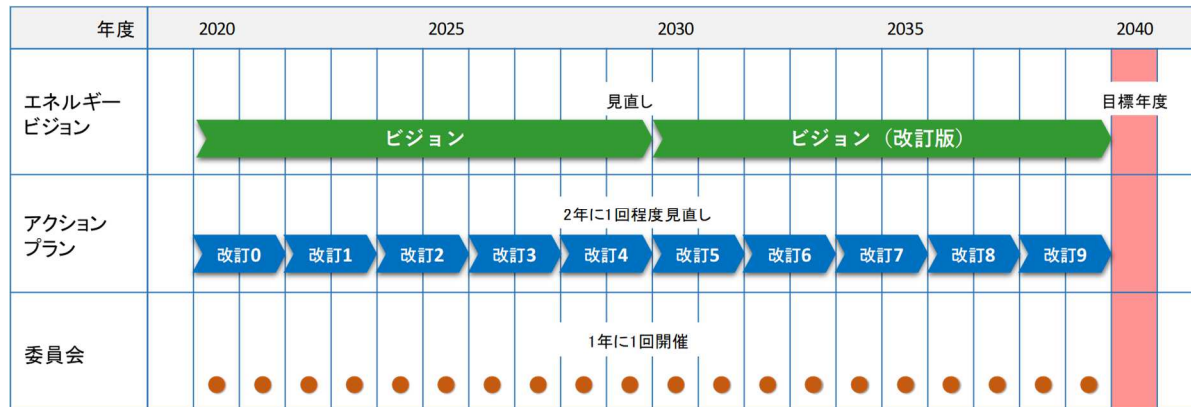 年度 2020 2025 2030 2035 2040
エネルギー
ビジョン
見直し
目標年度
ビジョン
ビジョン（改訂版）
アクション
プラン
2年に1回程度見直し
改訂0 改訂1 改訂2 改訂3 改訂4 改訂5 改訂6 改訂7 改訂8 改訂9
委員会
1年に1回開催